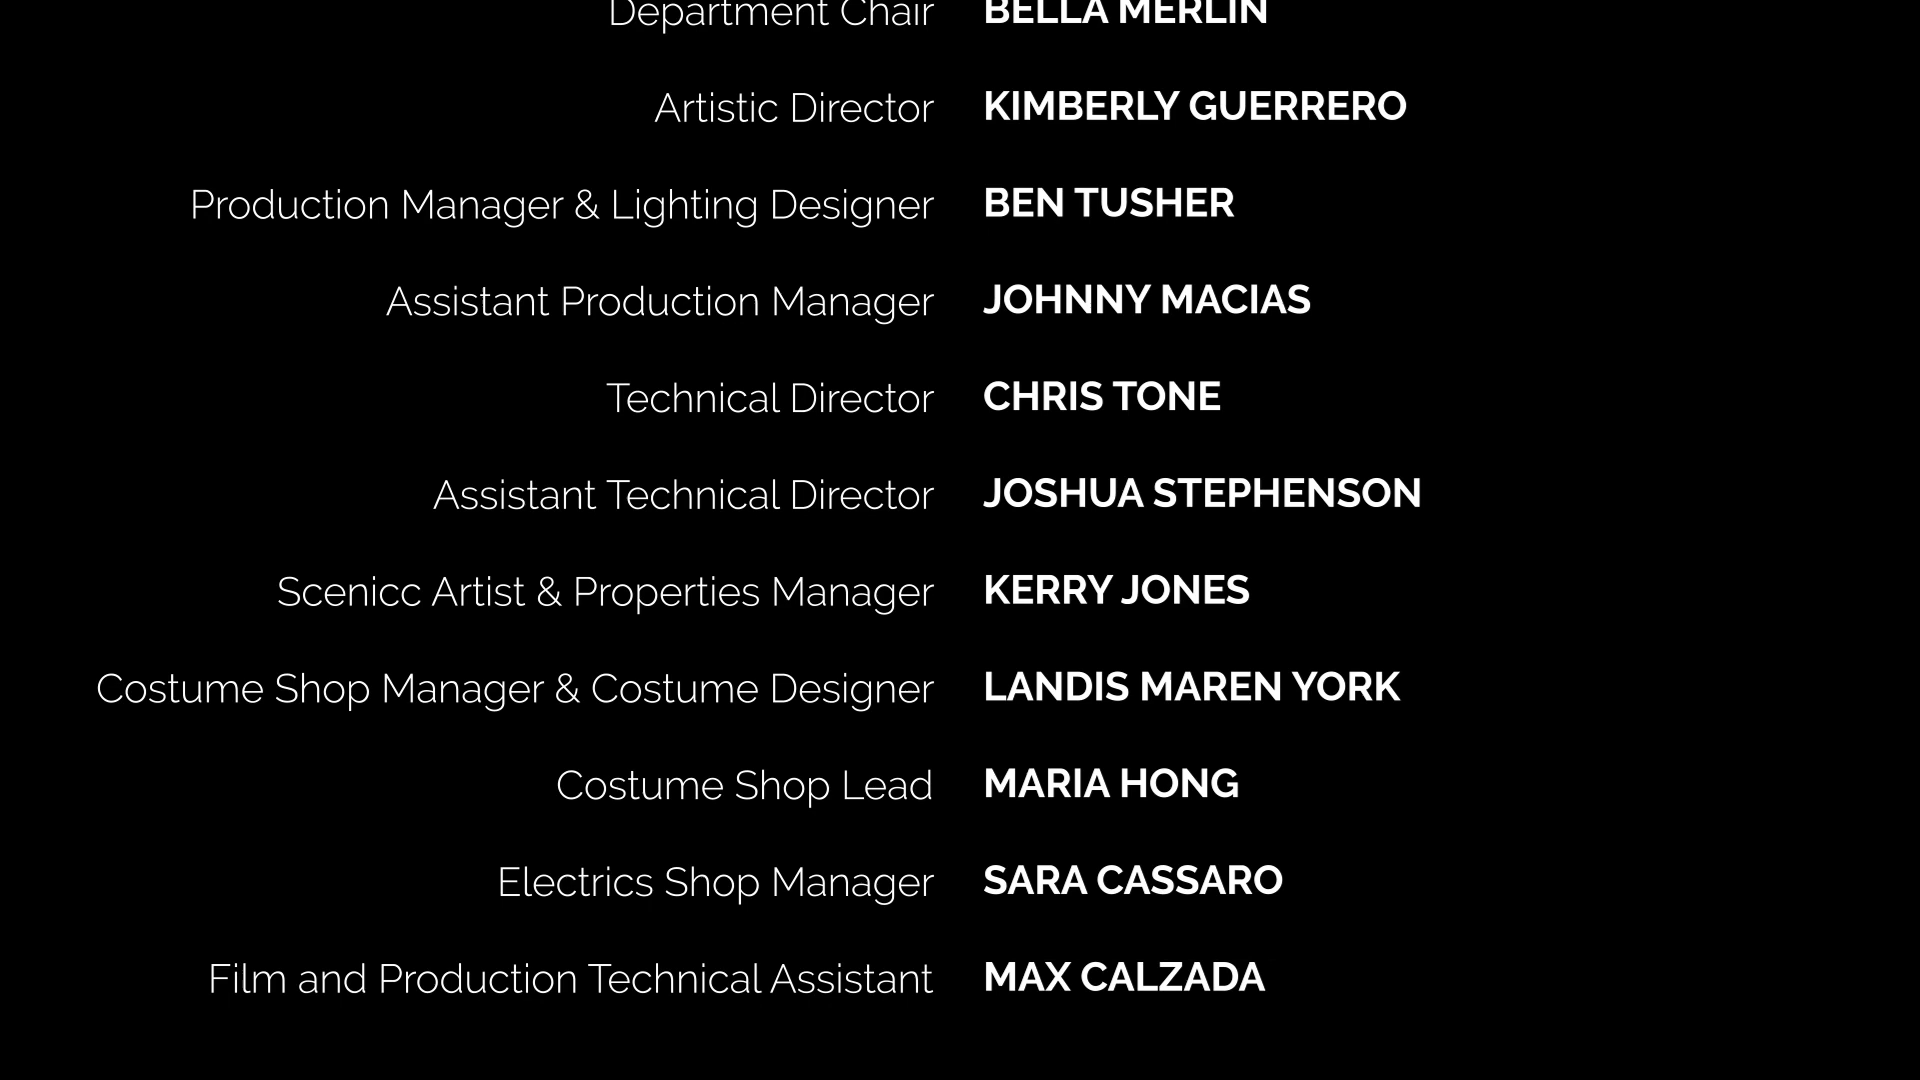 Department Chair BELLA MERLIN
Artistic Director KIMBERLY GUERRERO
Production Manager & Lighting Designer BEN TUSHER
Assistant Production Manager JOHNNY MACIAS
Technical Director CHRIS TONE
Assistant Technical Director JOSHUA STEPHENSON
Scenicc Artist & Properties Manager KERRY JONES
Costume Shop Manager & Costume Designer LANDIS MAREN YORK
Costume Shop Lead MARIA HONG
Electrics Shop Manager SARA CASSARO
Film and Production Technical Assistant MAX CALZADA